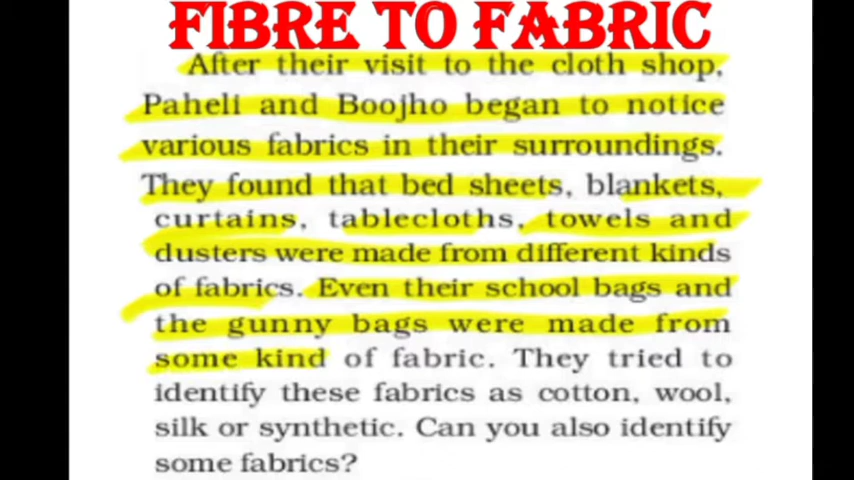 FIBRE TO FABRIC
After their visit to the cloth shop,
Paheli and Boojho began to notice
various fabrics in their surroundings.
They found that bed sheets, blankets,
curtains, tablecloths, towels and
dusters were made from different kinds
of fabrics. Even their school bags and
the gunny bags were made from
some kind of fabric. They tried to
identify these fabrics as cotton, wool,
silk or synthetic. Can you also identify
some fabrics?